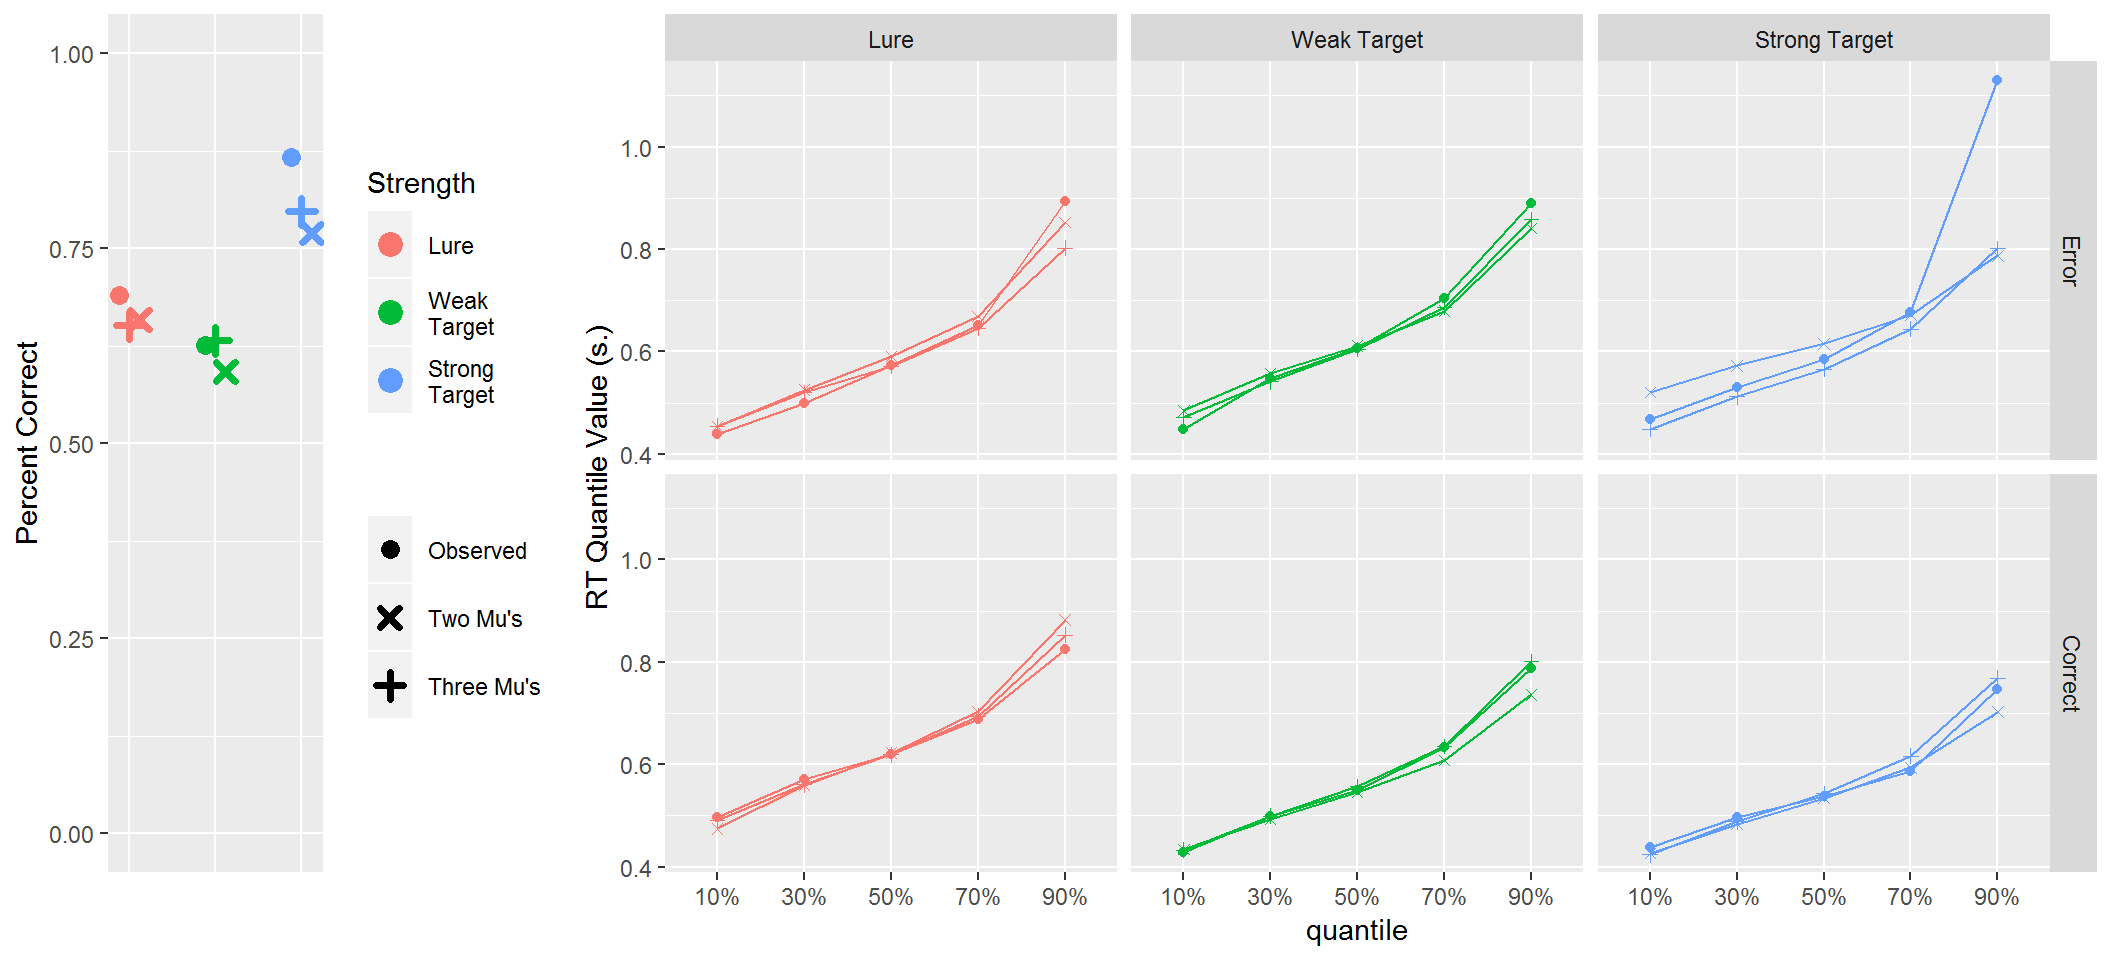 Percent Correct
1.00
0.75
0.50
0.25
0.00
Strength
Lure
Weak
Target
Strong
Target
Observed
Two Mu's
Three Mu's
RT Quantile Value (s.)
Lure
Weak Target
Strong Target
1.0
0.8
0.6
0.4
Error
1.0
0.8
0.6
0.4
Correct
10% 30% 50% 70% 90%
10% 30% 50% 70% 90%
10% 30% 50% 70% 90%
quantile